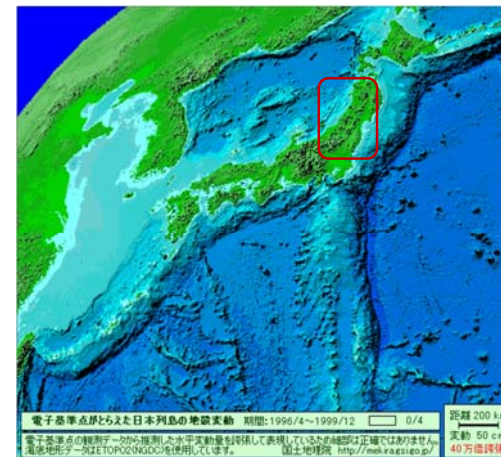 電子基準点がとらえた日本列島の地殻変動 期間:1996/4~1999/12 0/4
電子基準点の観測データから推測した水平変動量を誇張して表現しているため細部は正確ではありません。
海底地形データはETOPO2(NGDC)を使用しています。 国土地理院 http://mekira.gsi.go.jp/
距離 200 km
変動 50 cm
40万倍誇張